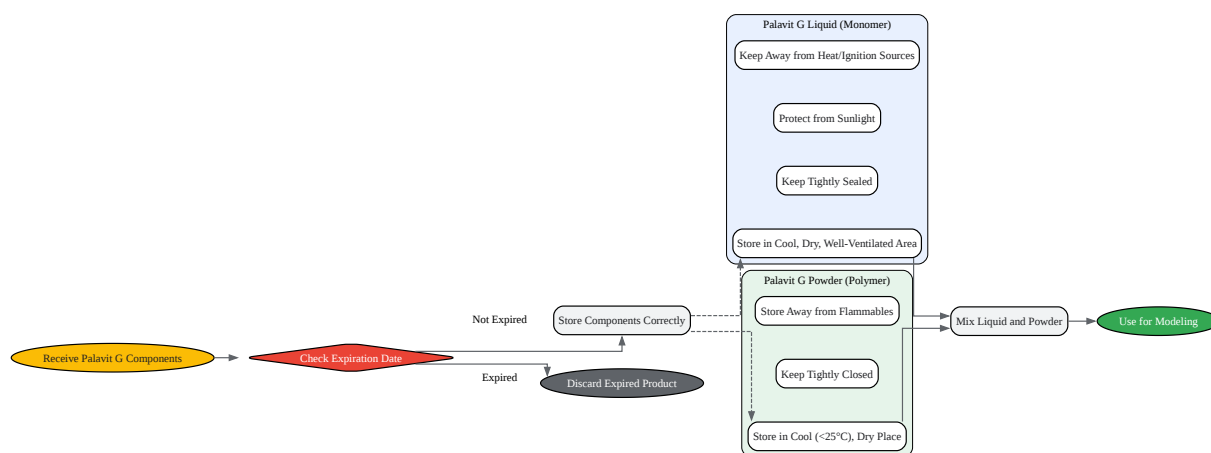 Palavit G Liquid (Monomer)
Keep Away from Heat/Ignition Sources
Protect from Sunlight
Keep Tightly Sealed
Store in Cool, Dry, Well-Ventilated Area
Palavit G Powder (Polymer)
Store Away from Flammables
Keep Tightly Closed
Store in Cool (<25°C), Dry Place
Receive Palavit G Components
Check Expiration Date
Not Expired
Expired
Store Components Correctly
Discard Expired Product
Mix Liquid and Powder
Use for Modeling